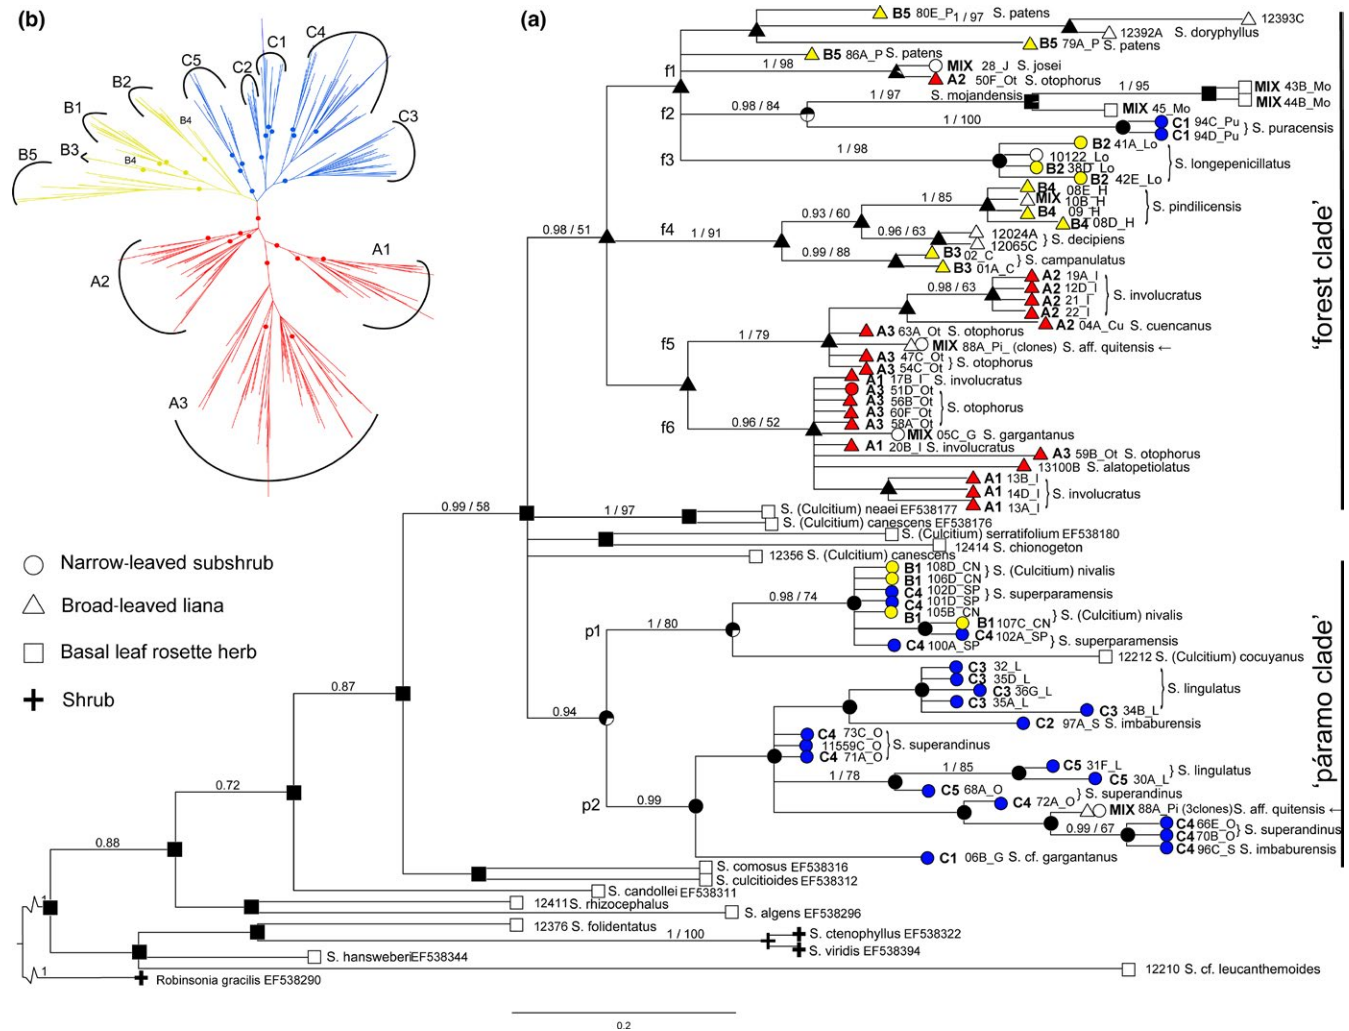 (b)
C4
C1
C5
C2
B2
B1
B4
C3
B3
B4
B5
A1
A2
A3
Narrow-leaved subshrub
Broad-leaved liana
Basal leaf rosette herb
Shrub
(a)
B5 80E_P 1 / 97 S. patens
12393C
12392A S. doryphyllus
B5 79A_P S. patens
B5 86A_P S. patens
f1
1 / 98
MIX 28_J S. josei
A2 50F_Ot S. otophorus
1 / 95
MIX 43B_Mo
MIX 44B_Mo
1 / 97
S. mojandensis
MIX 45_Mo
0.98 / 84
f2
1 / 100
C1 94C_Pu
C1 94D_Pu
} S. puracensis
f3
1 / 98
B2 41A_Lo
10122_Lo
B2 38D_Lo
B2 42E_Lo
S. longepenicillatus
1 / 85
B4 08E_H
MIX 10B_H
B4 09_H
B4 08D_H
S. pindilicensis
0.93 / 60
f4
1 / 91
0.96 / 63
12024A
12065C
} S. decipiens
0.99 / 88
B3 02_C
B3 01A_C
} S. campanulatus
0.98 / 51
0.98 / 63
A2 19A_I
A2 12D_I
A2 21_I
A2 22_I
S. involucratus
A2 04A_Cu S. cuencanus
1 / 79
f5
A3 63A_Ot S. otophorus
MIX 88A_Pi_ (clones) S. aff. quitensis ←
A3 47C_Ot
A3 54C_Ot
} S. otophorus
A1 17B_I S. involucratus
A3 51D_Ot
A3 56B_Ot
A3 60F_Ot
A3 58A_Ot
S. otophorus
f6
0.96 / 52
MIX 05C_G S. gargantanus
A1 20B_I S. involucratus
A3 59B_Ot S. otophorus
13100B S. alatopetiolatus
A1 13B_I
A1 14D_I
A1 13A_I
S. involucratus
'forest clade'
0.99 / 58
1 / 97
S. (Culcitium) neaei EF538177
S. (Culcitium) canescens EF538176
S. (Culcitium) serratifolium EF538180
12414 S. chionogeton
12356 S. (Culcitium) canescens
0.98 / 74
B1 108D_CN
B1 106D_CN
} S. (Culcitium) nivalis
C4 102D_SP
C4 101D_SP
} S. superparamensis
B1 105B_CN
B1 107C_CN
} S. (Culcitium) nivalis
C4 102A_SP
C4 100A_SP
} S. superparamensis
p1
1 / 80
12212 S. (Culcitium) cocuyanus
C3 32_L
C3 35D_L
C3 36G_L
C3 35A_L
C3 34B_L
S. lingulatus
C2 97A_S S. imbaburensis
0.87
0.94
C4 73C_O
11559C_O
C4 71A_O
S. superandinus
1 / 85
1 / 78
C5 31F_L
C5 30A_L
} S. lingulatus
C5 68A_O
C4 72A_O
} S. superandinus
MIX 88A_Pi (3clones) S. aff. quitensis ←
p2
0.99
0.99 / 67
C4 66E_O
C4 70B_O
} S. superandinus
C4 96C_S S. imbaburensis
C1 06B_G S. cf. gargantanus
'páramo clade'
0.72
0.88
S. comosus EF538316
S. culcitioides EF538312
S. candollei EF538311
12411 S. rhizocephalus
S. algens EF538296
12376 S. folidentatus
1 / 100
S. ctenophyllus EF538322
S. viridis EF538394
S. hansweberi EF538344
12210 S. cf. leucanthemoides
1
1
Robinsonia gracilis EF538290
0.2